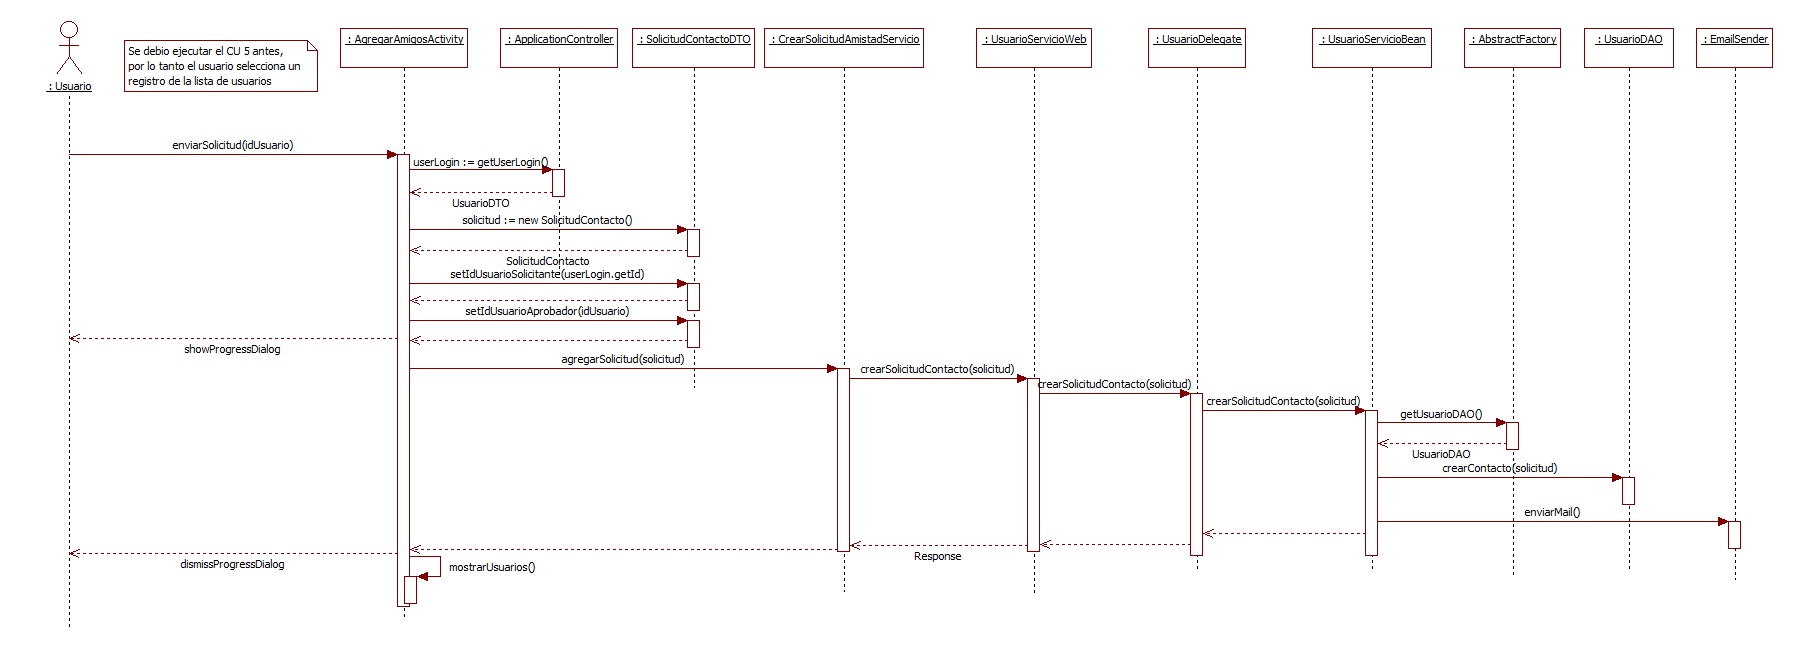 : Usuario
Se debio ejecutar el CU 5 antes,
por lo tanto el usuario selecciona un
registro de la lista de usuarios
: AgregarAmigosActivity
: ApplicationController
: SolicitudContactoDTO
: CrearSolicitudAmistadServicio
: UsuarioServicioWeb
: UsuarioDelegate
: UsuarioServicioBean
: AbstractFactory
: UsuarioDAO
: EmailSender
enviarSolicitud(idUsuario)
userLogin := getUserLogin()
UsuarioDTO
solicitud := new SolicitudContacto()
SolicitudContacto
setIdUsuarioSolicitante(userLogin.getId)
setIdUsuarioAprobador(idUsuario)
showProgressDialog
agregarSolicitud(solicitud)
crearSolicitudContacto(solicitud)
crearSolicitudContacto(solicitud)
crearSolicitudContacto(solicitud)
getUsuarioDAO()
UsuarioDAO
crearContacto(solicitud)
enviarMail()
Response
dismissProgressDialog
mostrarUsuarios()